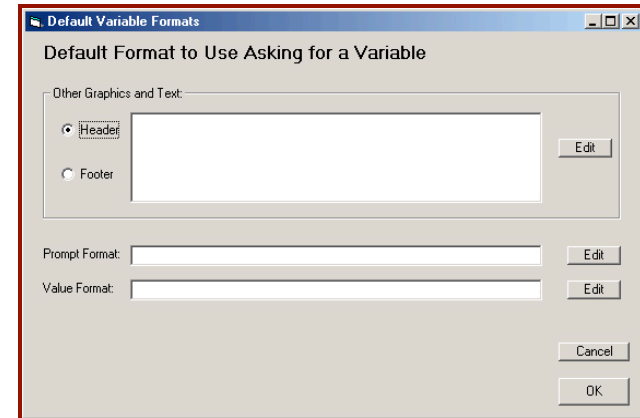 Default Variable Formats
Default Format to Use Asking for a Variable
Other Graphics and Text:
Header
Edit
Footer
Prompt Format:
Edit
Value Format:
Edit
Cancel
OK